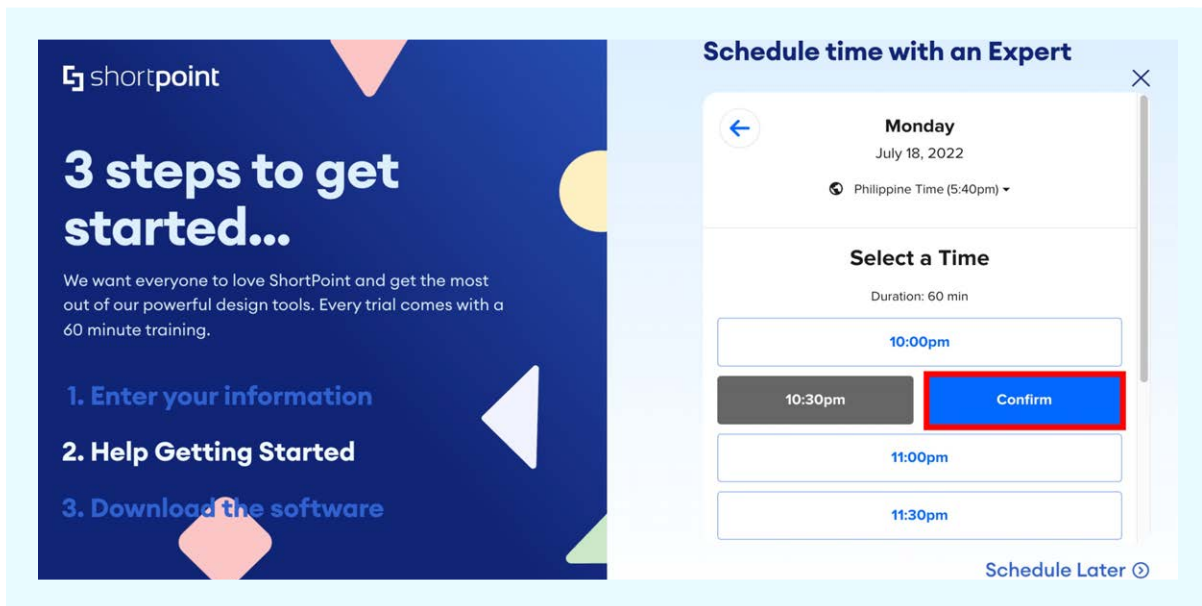 shortpoint
3 steps to get
started...
We want everyone to love ShortPoint and get the most
out of our powerful design tools. Every trial comes with a
60 minute training.
1. Enter your information
2. Help Getting Started
3. Download the software
Schedule time with an Expert
Monday
July 18, 2022
Philippine Time (5:40pm)
Select a Time
Duration: 60 min
10:00pm
10:30pm Confirm
11:00pm
11:30pm
Schedule Later